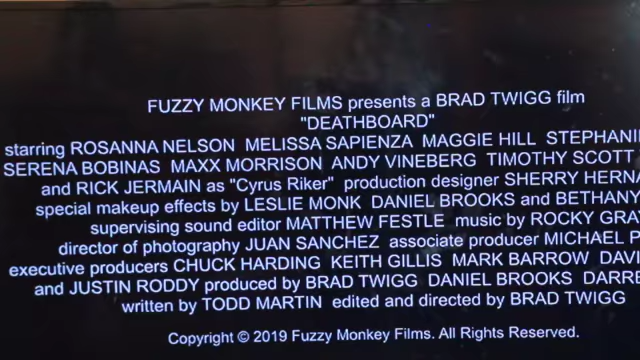 FUZZY MONKEY FILMS presents a BRAD TWIGG film
"DEATHBOARD"
starring ROSANNA NELSON MELISSA SAPIENZA MAGGIE HILL
SERENA BOBINAS MAXX MORRISON ANDY VINEBERG TIMOTHY SCOTT
and RICK JERMAIN as "Cyrus Riker" production designer SHERRY
special makeup effects by LESLIE MONK DANIEL BROOKS and BETHANY
supervising sound editor MATTHEW FESTLE music by ROCKY
director of photography JUAN SANCHEZ associate producer MICHAEL
executive producers CHUCK HARDING KEITH GILLIS MARK BARROW
and JUSTIN RODDY produced by BRAD TWIGG DANIEL BROOKS
written by TODD MARTIN edited and directed by BRAD TWIGG
Copyright © 2019 Fuzzy Monkey Films. All Rights Reserved.